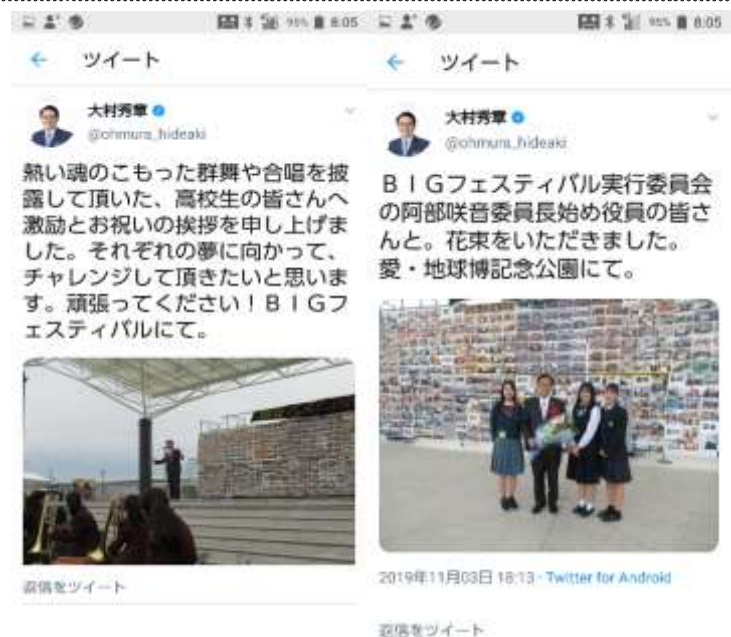 8:05
ツイート
大村秀章
@ohmura_hideaki
熱い魂のこもった群舞や合唱を披
露して頂いた、高校生の皆さんへ
激励とお祝いの挨拶を申し上げま
した。それぞれの夢に向かって、
チャレンジして頂きたいと思いま
す。頑張ってください！ＢＩＧフ
ェスティバルにて。
返信をツイート
8:05
ツイート
大村秀章
@ohmura_hideaki
ＢＩＧフェスティバル実行委員会
の阿部咲音委員長始め役員の皆さ
んと。花束をいただきました。
愛・地球博記念公園にて。
2019年11月03日 18:13・Twitter for Android
返信をツイート